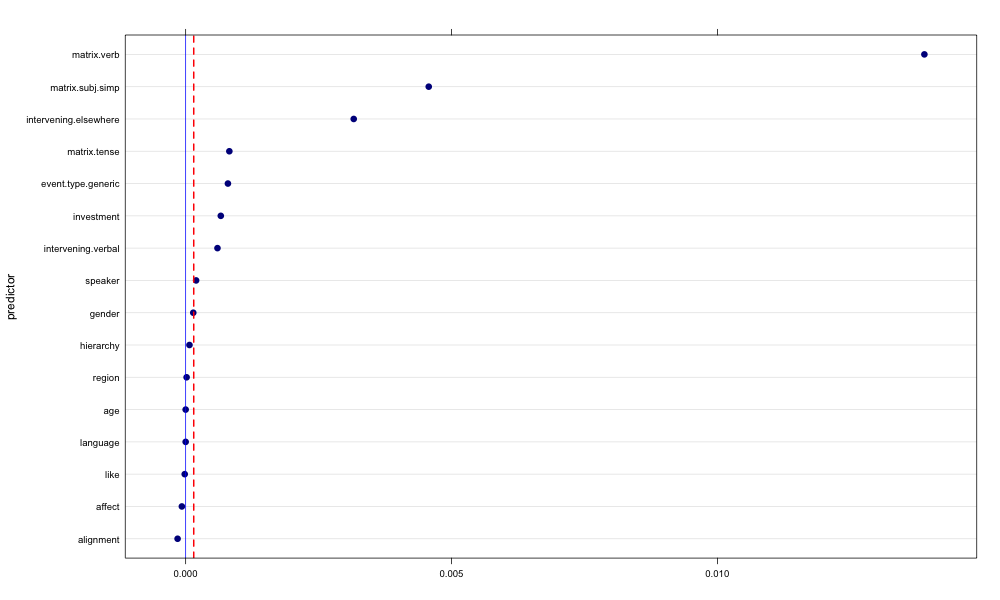 matrix.verb
matrix.subj.simp
intervening.elsewhere
matrix.tense
event.type.generic
investment
intervening.verbal
speaker
gender
hierarchy
region
age
language
like
affect
alignment
predictor
0.000 0.005 0.010